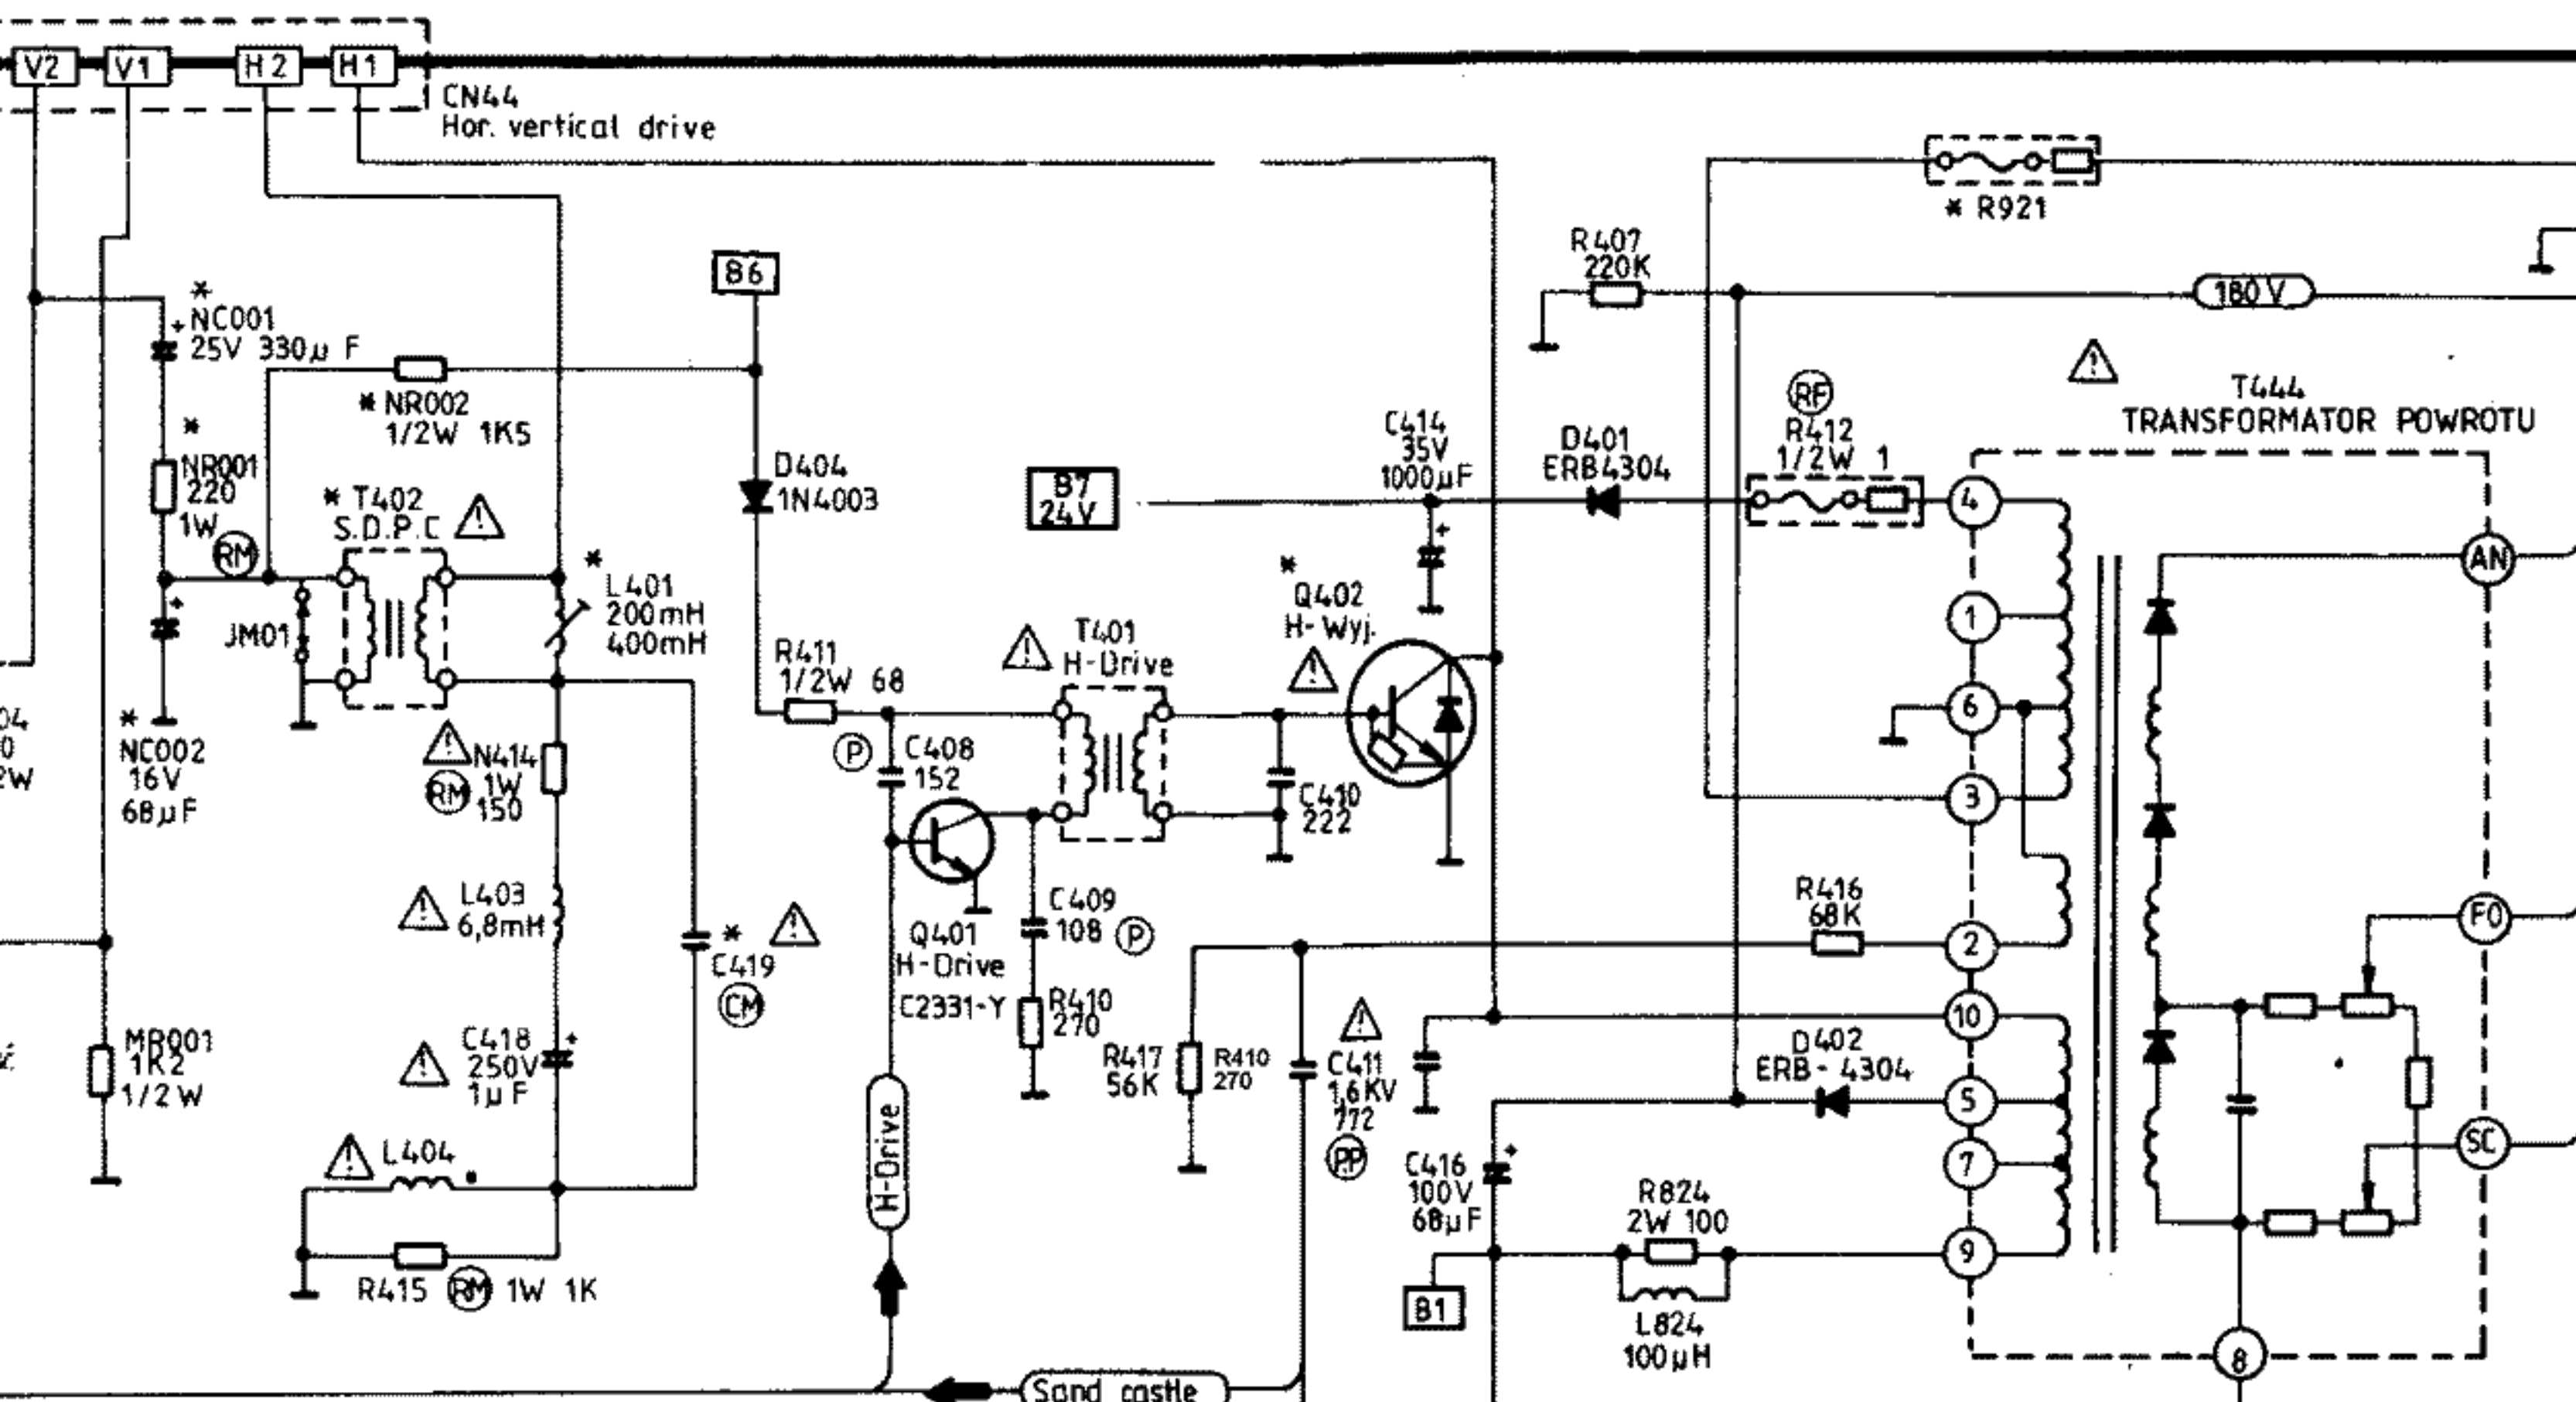 V2 V1 H2 H1
CN44
Hor. vertical drive
* R921
R407
220K
B6
180V
*
+ NC001
25V 330µF
* NR002
1/2W 1K5
*
NR001
220
1W
RM
* T402
S.D.P.C
D404
1N4003
B7
24V
C414
35V
1000µF
+
D401
ERB4304
RF
R412
1/2W 1
T444
TRANSFORMATOR POWROTU
4
AN
*
L401
200mH
400mH
JM01
+
*
Q402
H-Wyj.
T401
H-Drive
1
R411
1/2W 68
6
04
0
2W
*
NC002
16V
68µF
N414
1W
150
RM
P
C408
152
C410
222
3
L403
6,8mH
*
C419
CM
Q401
H-Drive
C2331-Y
C409
108
P
R416
68K
2
FO
R410
270
10
MR001
1K2
1/2W
C418
250V
1µF
+
R417
56K
R410
270
C411
1,6KV
772
PP
D402
ERB-4304
5
SC
7
L404
H-Drive
C416
100V
68µF
+
R824
2W 100
9
R415 RM 1W 1K
B1
L824
100µH
8
Sand castle